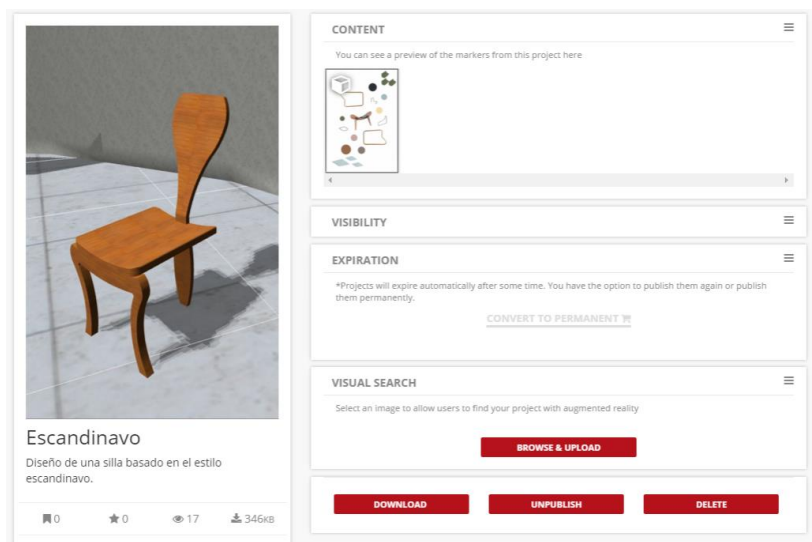 Escandinavo
Diseño de una silla basado en el estilo
escandinavo.
0
0
17
346KB
CONTENT
You can see a preview of the markers from this project here
VISIBILITY
EXPIRATION
*Projects will expire automatically after some time. You have the option to publish them again or publish
them permanently.
CONVERT TO PERMANENT
VISUAL SEARCH
Select an image to allow users to find your project with augmented reality
BROWSE & UPLOAD
DOWNLOAD UNPUBLISH DELETE